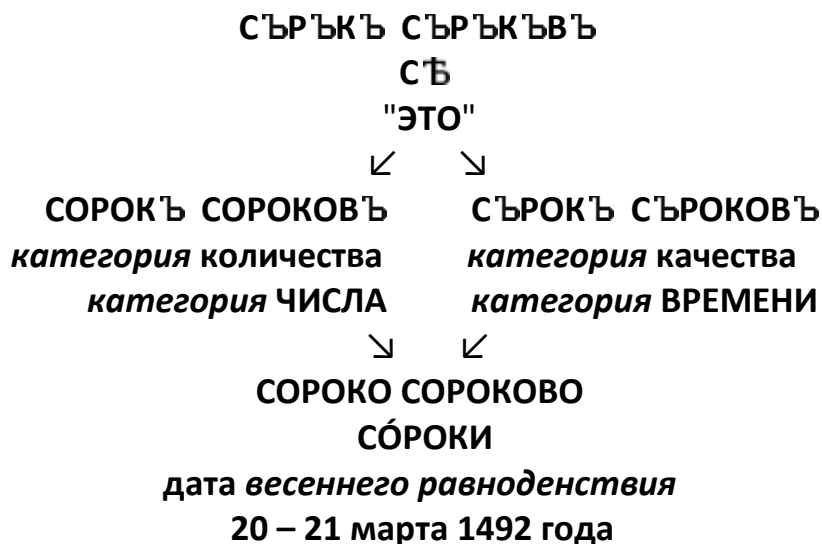 СЪРЪКЪ СЪРЪКЪВЪ
СѢ
"ЭТО"
↙ ↘
СОРОКЪ СОРОКОВЪ СЪРОКЪ СЪРОКОВЪ
категория количества категория качества
категория ЧИСЛА категория ВРЕМЕНИ
↘ ↙
СОРОКО СОРОКОВО
СО́РОКИ
дата весеннего равноденствия
20 – 21 марта 1492 года